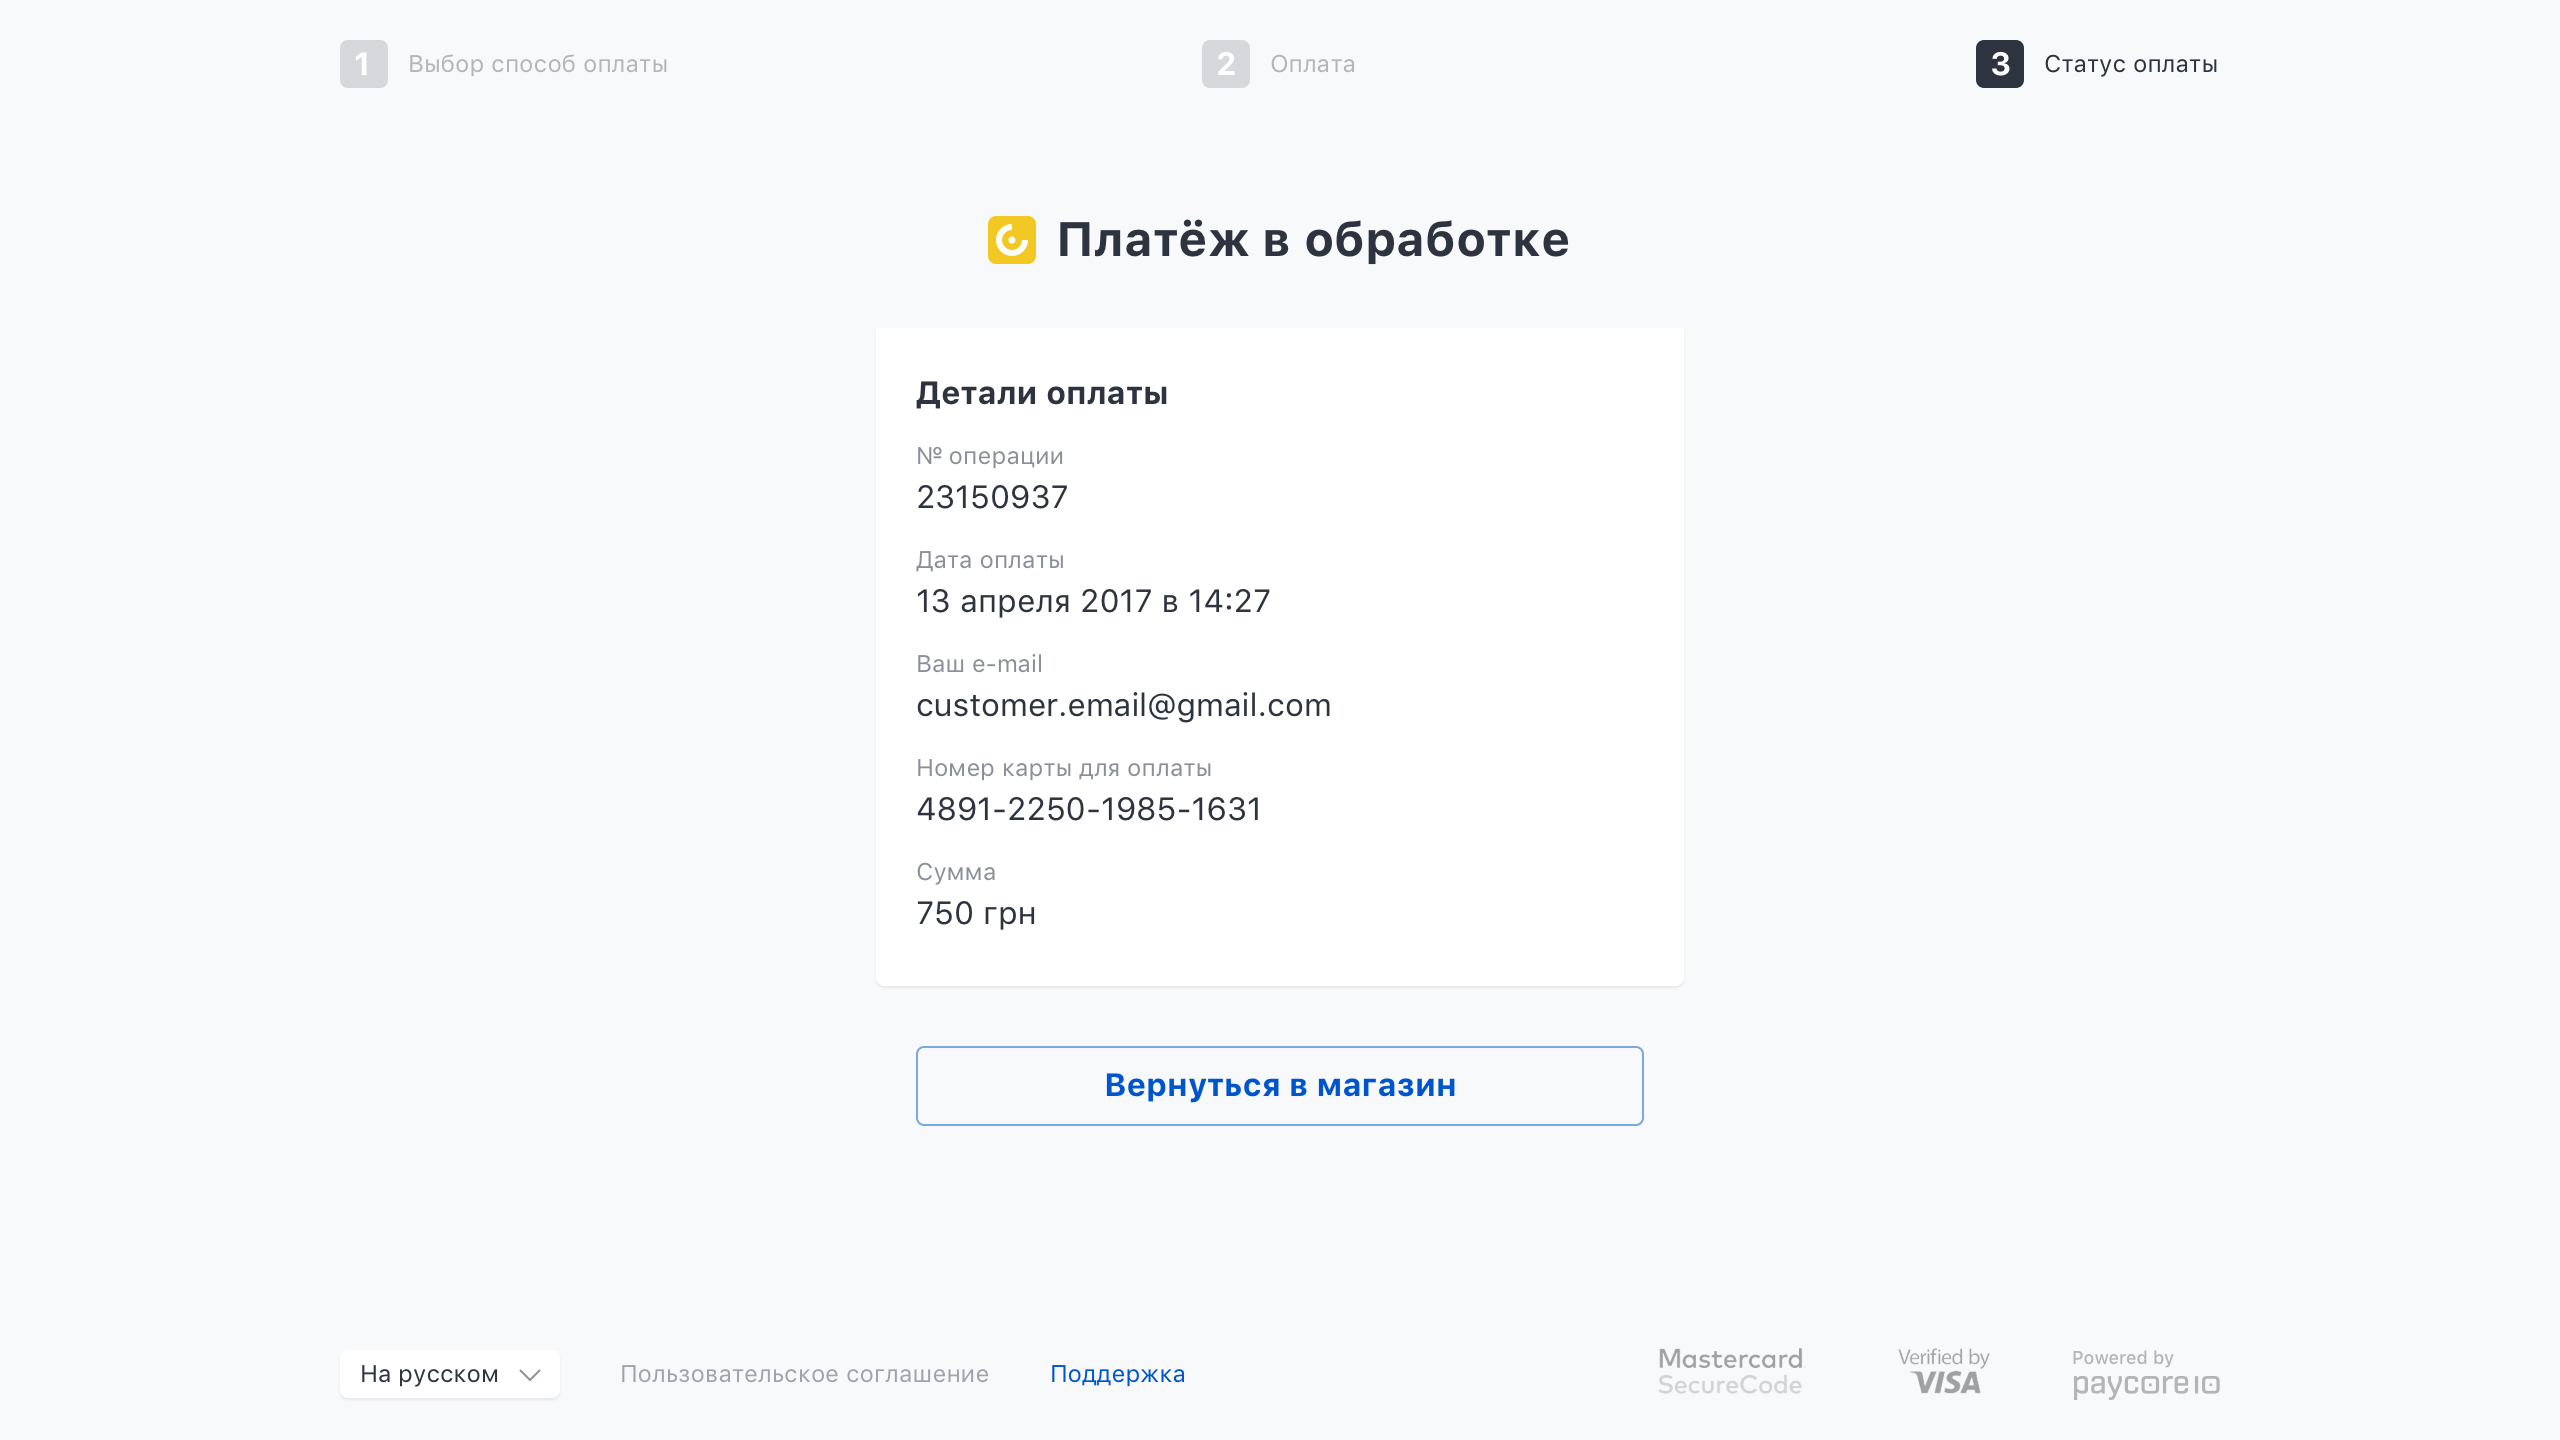 1 Выбор способ оплаты
2 Оплата
3 Статус оплаты
Платёж в обработке
Детали оплаты
№ операции
23150937
Дата оплаты
13 апреля 2017 в 14:27
Ваш e-mail
customer.email@gmail.com
Номер карты для оплаты
4891-2250-1985-1631
Сумма
750 грн
Вернуться в магазин
На русском
Пользовательское соглашение
Поддержка
Mastercard
SecureCode
Verified by
VISA
Powered by
paycore IO